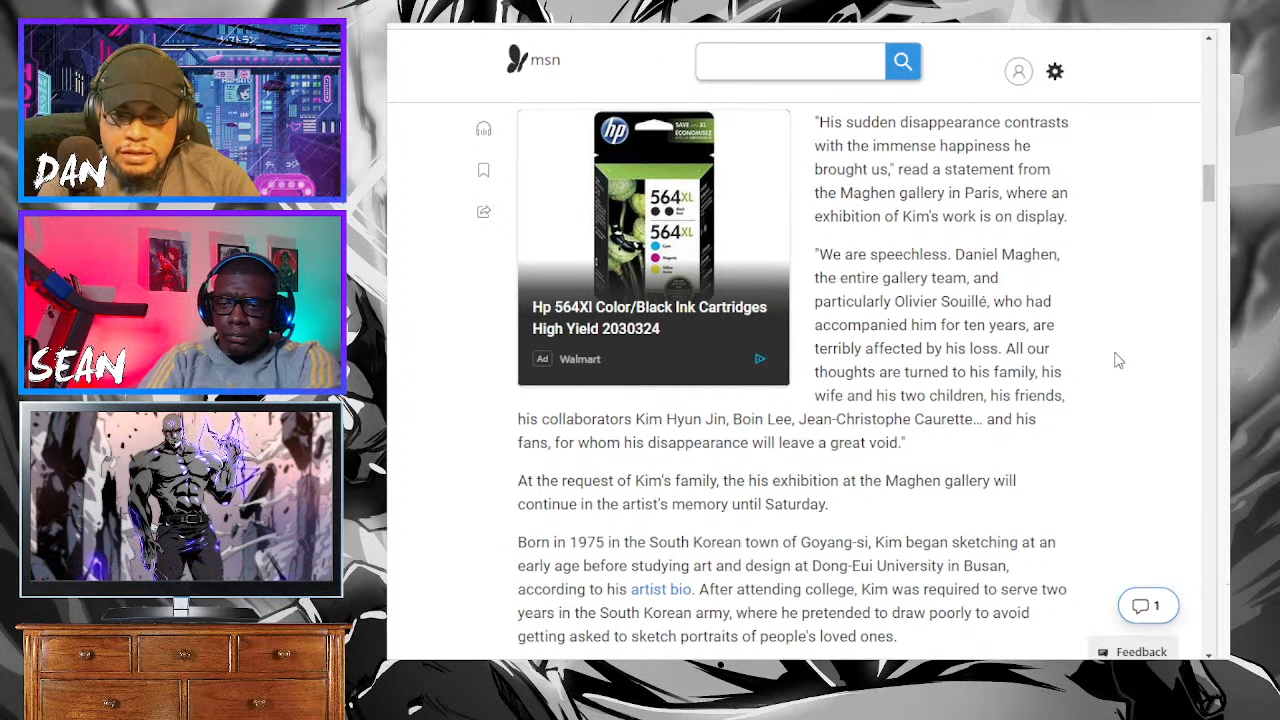 DAN
SEAN
msn
hp
SAVE with XL
ÉCONOMISEZ
564XL
564XL
Hp 564Xl Color/Black Ink Cartridges
High Yield 2030324
Ad Walmart
"His sudden disappearance contrasts
with the immense happiness he
brought us," read a statement from
the Maghen gallery in Paris, where an
exhibition of Kim's work is on display.
"We are speechless. Daniel Maghen,
the entire gallery team, and
particularly Olivier Souillé, who had
accompanied him for ten years, are
terribly affected by his loss. All our
thoughts are turned to his family, his
wife and his two children, his friends,
his collaborators Kim Hyun Jin, Boin Lee, Jean-Christophe Caurette… and his
fans, for whom his disappearance will leave a great void."
At the request of Kim's family, the his exhibition at the Maghen gallery will
continue in the artist's memory until Saturday.
Born in 1975 in the South Korean town of Goyang-si, Kim began sketching at an
early age before studying art and design at Dong-Eui University in Busan,
according to his artist bio. After attending college, Kim was required to serve two
years in the South Korean army, where he pretended to draw poorly to avoid
getting asked to sketch portraits of people's loved ones.
1
Feedback